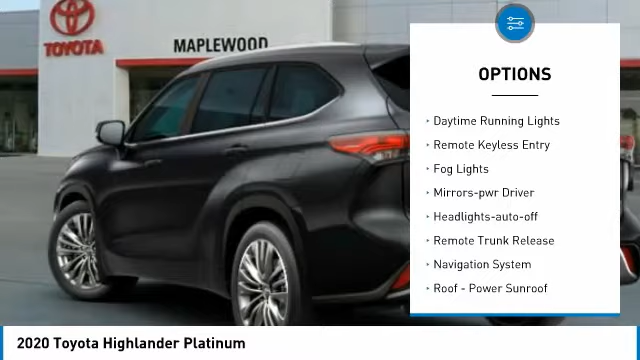 TOYOTA
MAPLEWOOD
OPTIONS
Daytime Running Lights
Remote Keyless Entry
Fog Lights
Mirrors-pwr Driver
Headlights-auto-off
Remote Trunk Release
Navigation System
Roof - Power Sunroof
2020 Toyota Highlander Platinum